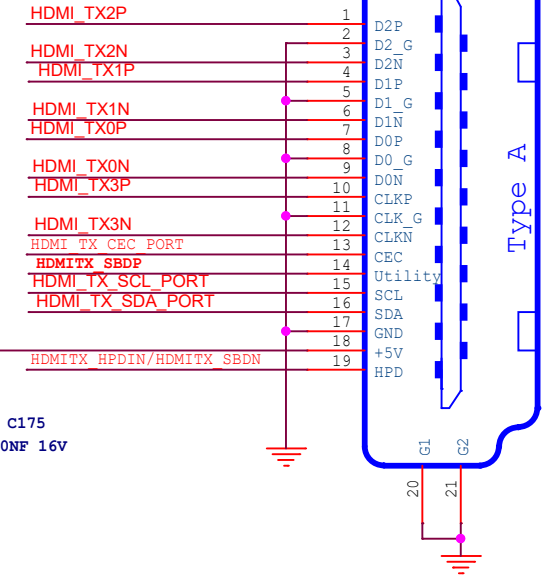 HDMI_TX2P 1 D2P
2 D2_G
HDMI_TX2N 3 D2N
HDMI_TX1P 4 D1P
5 D1_G
HDMI_TX1N 6 D1N
HDMI_TX0P 7 D0P
8 D0_G
HDMI_TX0N 9 D0N
HDMI_TX3P 10 CLKP
11 CLK_G
HDMI_TX3N 12 CLKN
HDMI_TX_CEC_PORT 13 CEC
HDMITX_SBDP 14 Utility
HDMI_TX_SCL_PORT 15 SCL
HDMI_TX_SDA_PORT 16 SDA
17 GND
18 +5V
HDMITX_HPDIN/HDMITX_SBDN 19 HPD
Type A
C175
0NF 16V
G1 G2
20 21